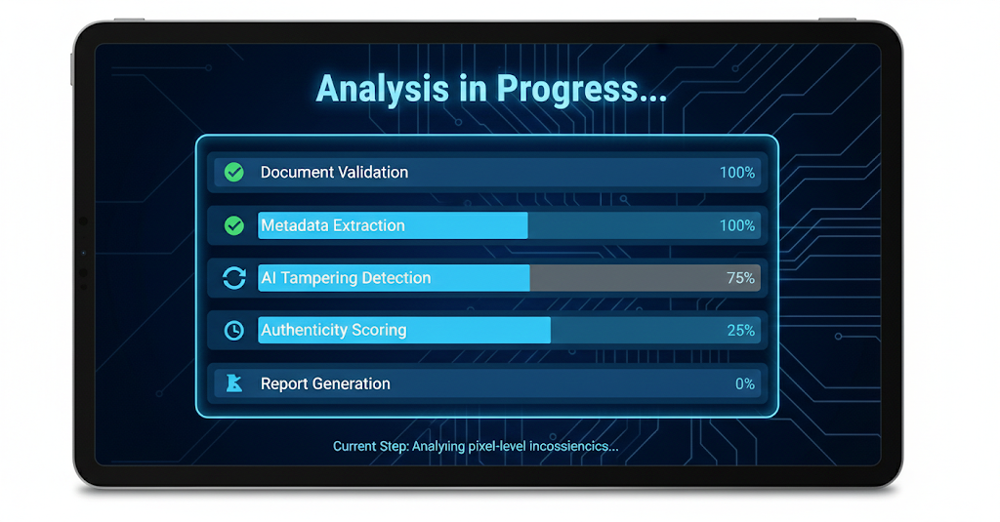 Analysis in Progress...
Document Validation 100%
Metadata Extraction 100%
AI Tampering Detection 75%
Authenticity Scoring 25%
Report Generation 0%
Current Step: Analying pixel-level incossiencics...